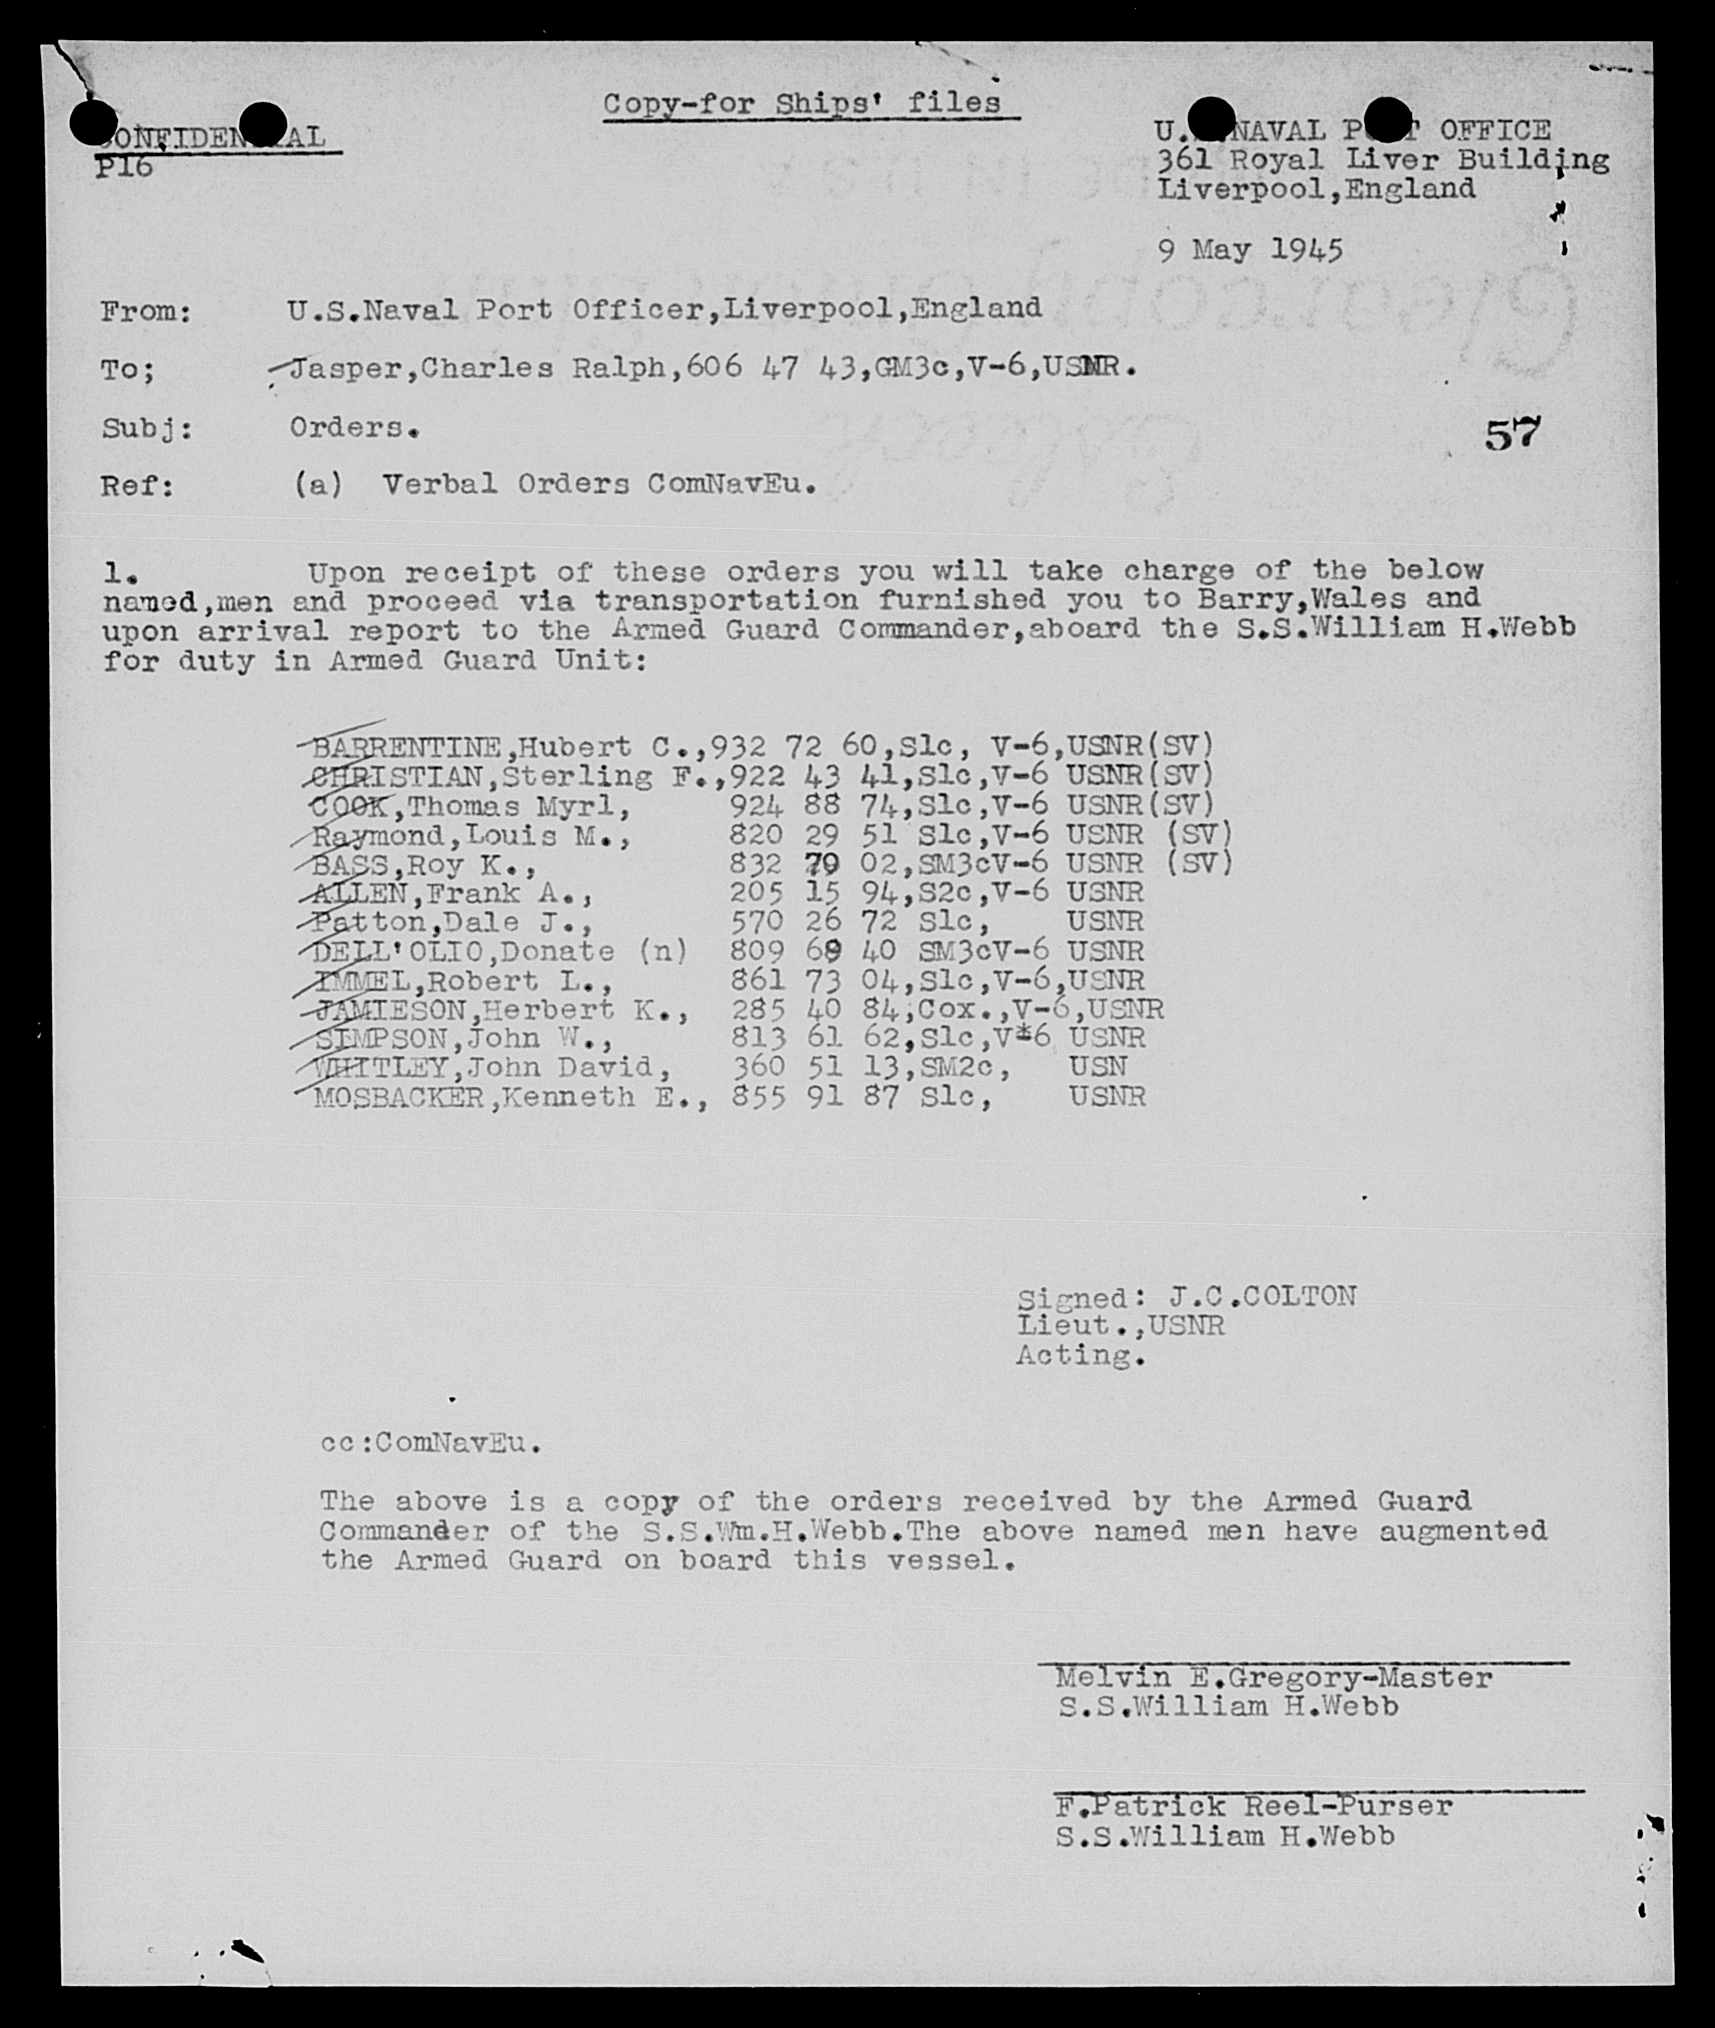 Copy-for Ships' files
CONFIDENTIAL
P16
U.S.NAVAL PORT OFFICE
361 Royal Liver Building
Liverpool,England
9 May 1945
From: U.S.Naval Port Officer,Liverpool,England
To; Jasper,Charles Ralph,606 47 43,GM3c,V-6,USNR.
Subj: Orders.
57
Ref: (a) Verbal Orders ComNavEu.
1. Upon receipt of these orders you will take charge of the below
named,men and proceed via transportation furnished you to Barry,Wales and
upon arrival report to the Armed Guard Commander,aboard the S.S.William H.Webb
for duty in Armed Guard Unit:
BARRENTINE,Hubert C.,932 72 60,S1c, V-6,USNR(SV)
CHRISTIAN,Sterling F.,922 43 41,S1c,V-6 USNR(SV)
COOK,Thomas Myrl, 924 88 74,S1c,V-6 USNR(SV)
Raymond,Louis M., 820 29 51 S1c,V-6 USNR (SV)
BASS,Roy K., 832 79 02,SM3cV-6 USNR (SV)
ALLEN,Frank A., 205 15 94,S2c,V-6 USNR
Patton,Dale J., 570 26 72 S1c, USNR
DELL'OLIO,Donate (n) 809 69 40 SM3cV-6 USNR
IMMEL,Robert L., 861 73 04,S1c,V-6,USNR
JAMIESON,Herbert K., 285 40 84,Cox.,V-6,USNR
SIMPSON,John W., 813 61 62,S1c,V*6 USNR
WHITLEY,John David, 360 51 13,SM2c, USN
MOSBACKER,Kenneth E., 855 91 87 S1c, USNR
Signed: J.C.COLTON
Lieut.,USNR
Acting.
cc:ComNavEu.
The above is a copy of the orders received by the Armed Guard
Commander of the S.S.Wm.H.Webb.The above named men have augmented
the Armed Guard on board this vessel.
Melvin E.Gregory-Master
S.S.William H.Webb
F.Patrick Reel-Purser
S.S.William H.Webb